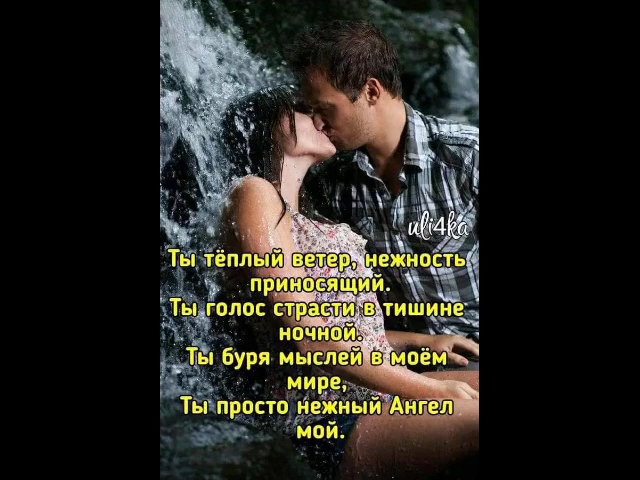 uli4ka
Ты тёплый ветер, нежность
приносящий.
Ты голос страсти в тишине
ночной.
Ты буря мыслей в моём
мире,
Ты просто нежный Ангел
мой.